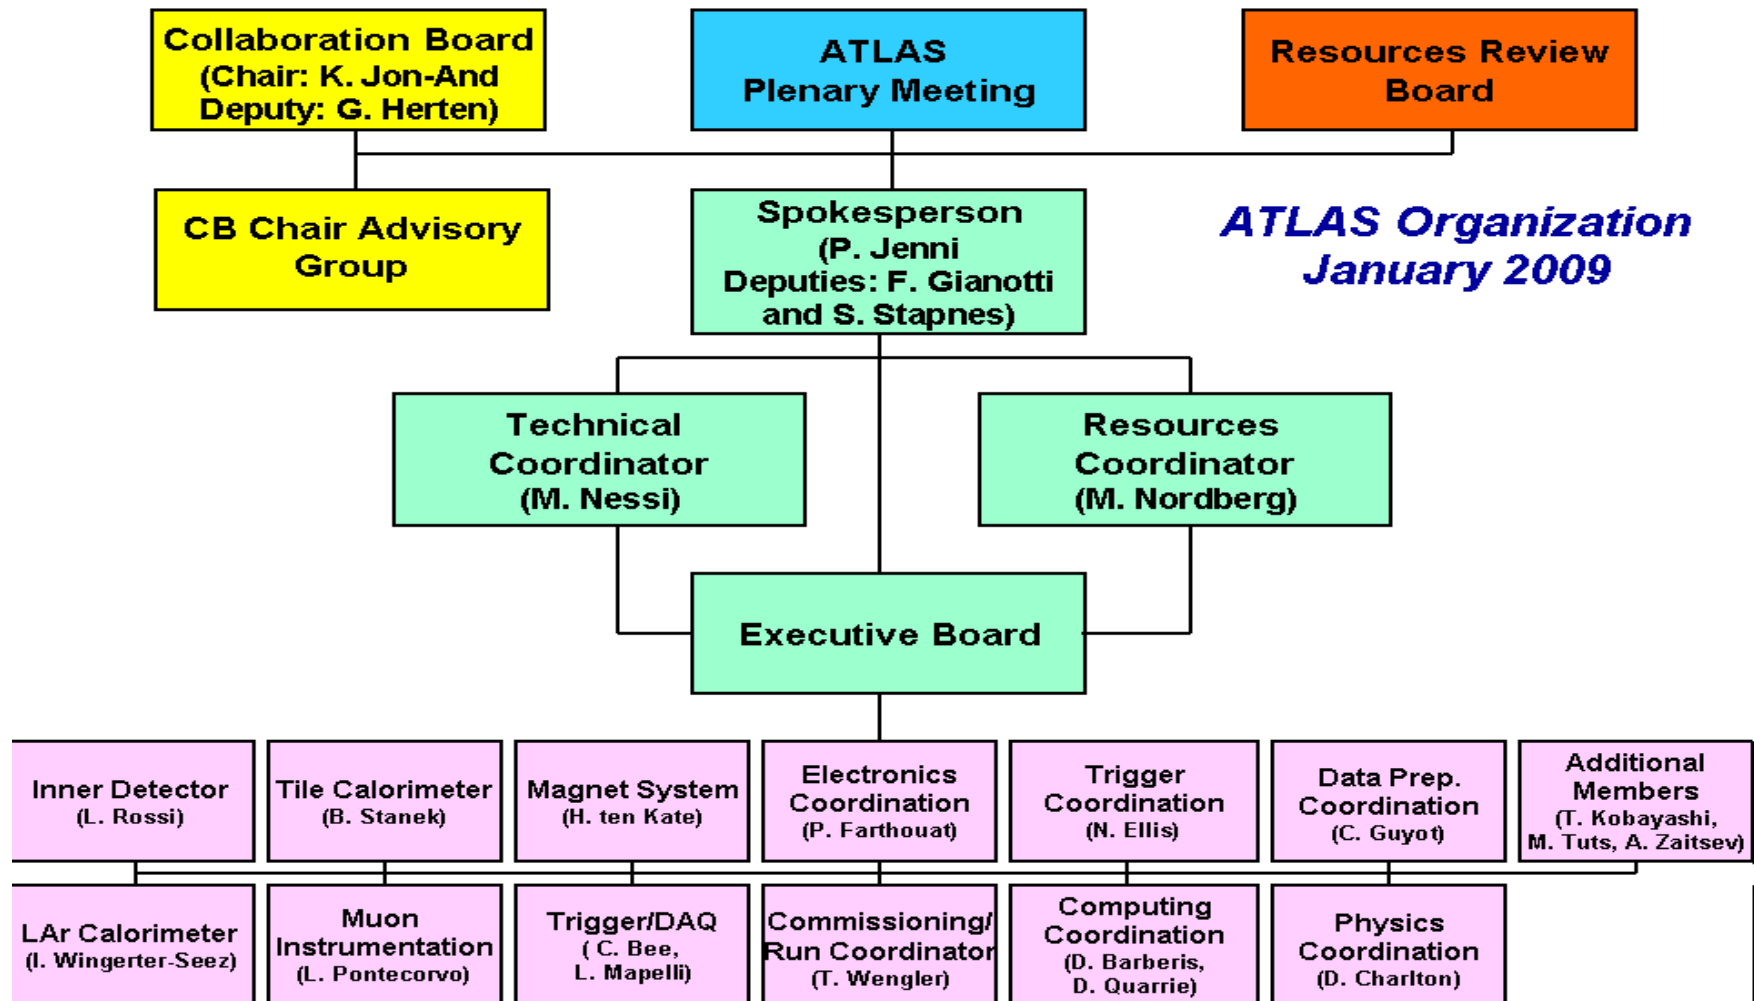 Collaboration Board
(Chair: K. Jon-And
Deputy: G. Herten)
ATLAS
Plenary Meeting
Resources Review
Board
CB Chair Advisory
Group
Spokesperson
(P. Jenni
Deputies: F. Gianotti
and S. Stapnes)
ATLAS Organization
January 2009
Technical
Coordinator
(M. Nessi)
Resources
Coordinator
(M. Nordberg)
Executive Board
Inner Detector
(L. Rossi)
Tile Calorimeter
(B. Stanek)
Magnet System
(H. ten Kate)
Electronics
Coordination
(P. Farthouat)
Trigger
Coordination
(N. Ellis)
Data Prep.
Coordination
(C. Guyot)
Additional
Members
(T. Kobayashi,
M. Tuts, A. Zaitsev)
LAr Calorimeter
(I. Wingerter-Seez)
Muon
Instrumentation
(L. Pontecorvo)
Trigger/DAQ
( C. Bee,
L. Mapelli)
Commissioning/
Run Coordinator
(T. Wengler)
Computing
Coordination
(D. Barberis,
D. Quarrie)
Physics
Coordination
(D. Charlton)